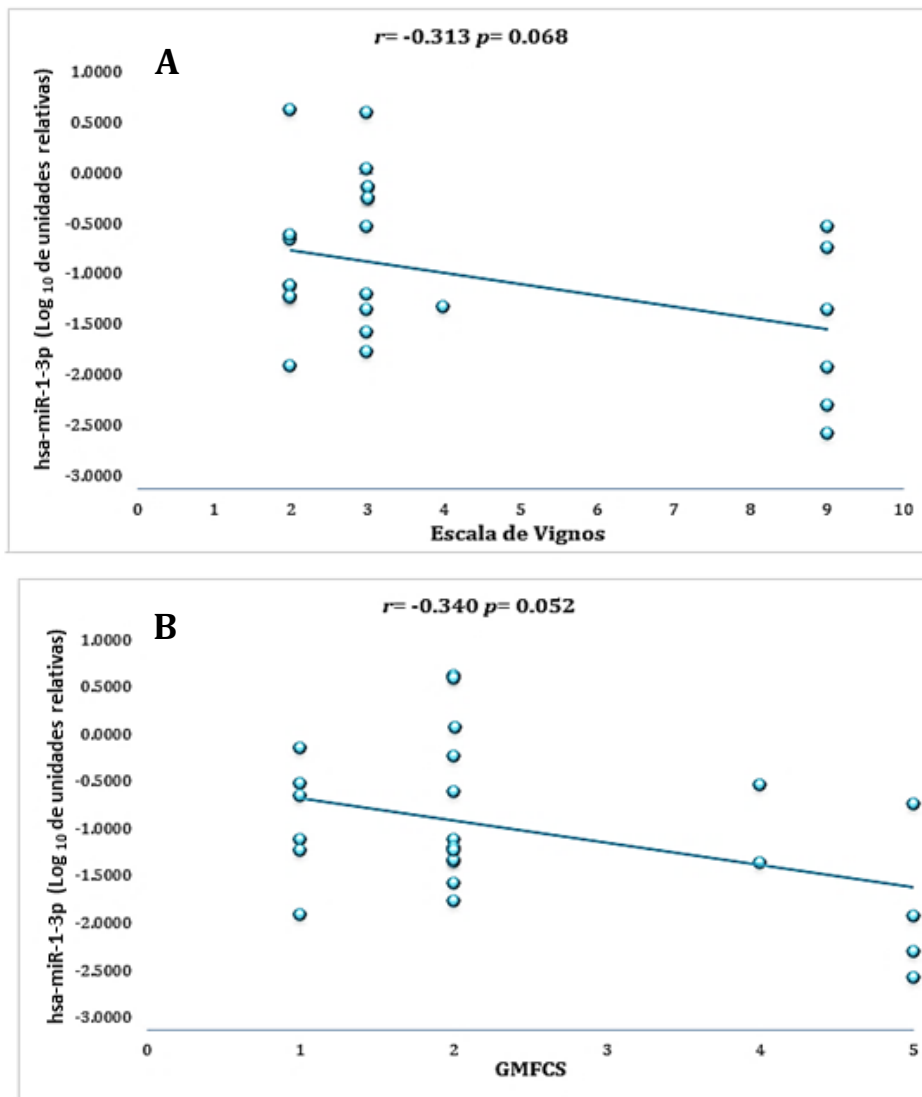 r= -0.313 p= 0.068
A
1.0000
0.5000
0.0000
-0.5000
-1.0000
-1.5000
-2.0000
-2.5000
-3.0000
hsa-miR-1-3p (Log 10 de unidades relativas)
0 1 2 3 4 5 6 7 8 9 10
Escala de Vignos
r= -0.340 p= 0.052
B
1.0000
0.5000
0.0000
-0.5000
-1.0000
-1.5000
-2.0000
-2.5000
-3.0000
hsa-miR-1-3p (Log 10 de unidades relativas)
0 1 2 3 4 5
GMFCS